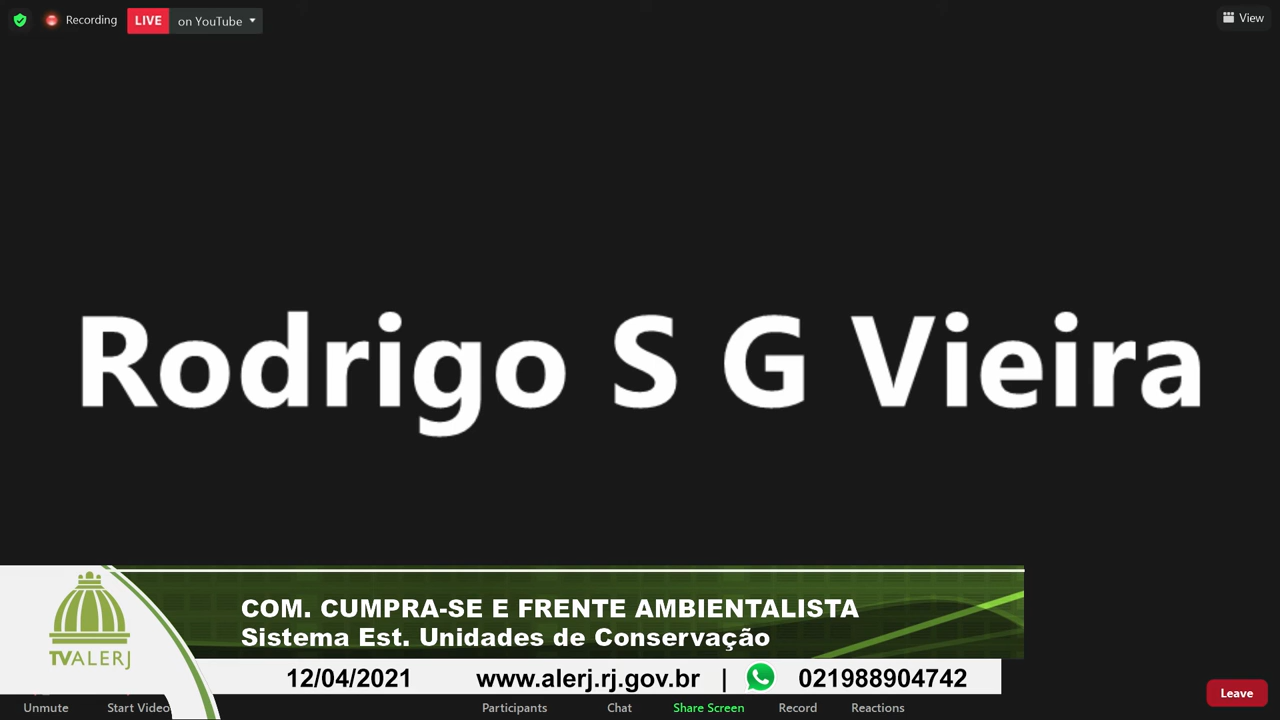 Recording
LIVE
on YouTube
View
Rodrigo S G Vieira
COM. CUMPRA-SE E FRENTE AMBIENTALISTA
Sistema Est. Unidades de Conservação
TVALERJ
12/04/2021
www.alerj.rj.gov.br | 021988904742
Unmute
Start Video
Participants
Chat
Share Screen
Record
Reactions
Leave